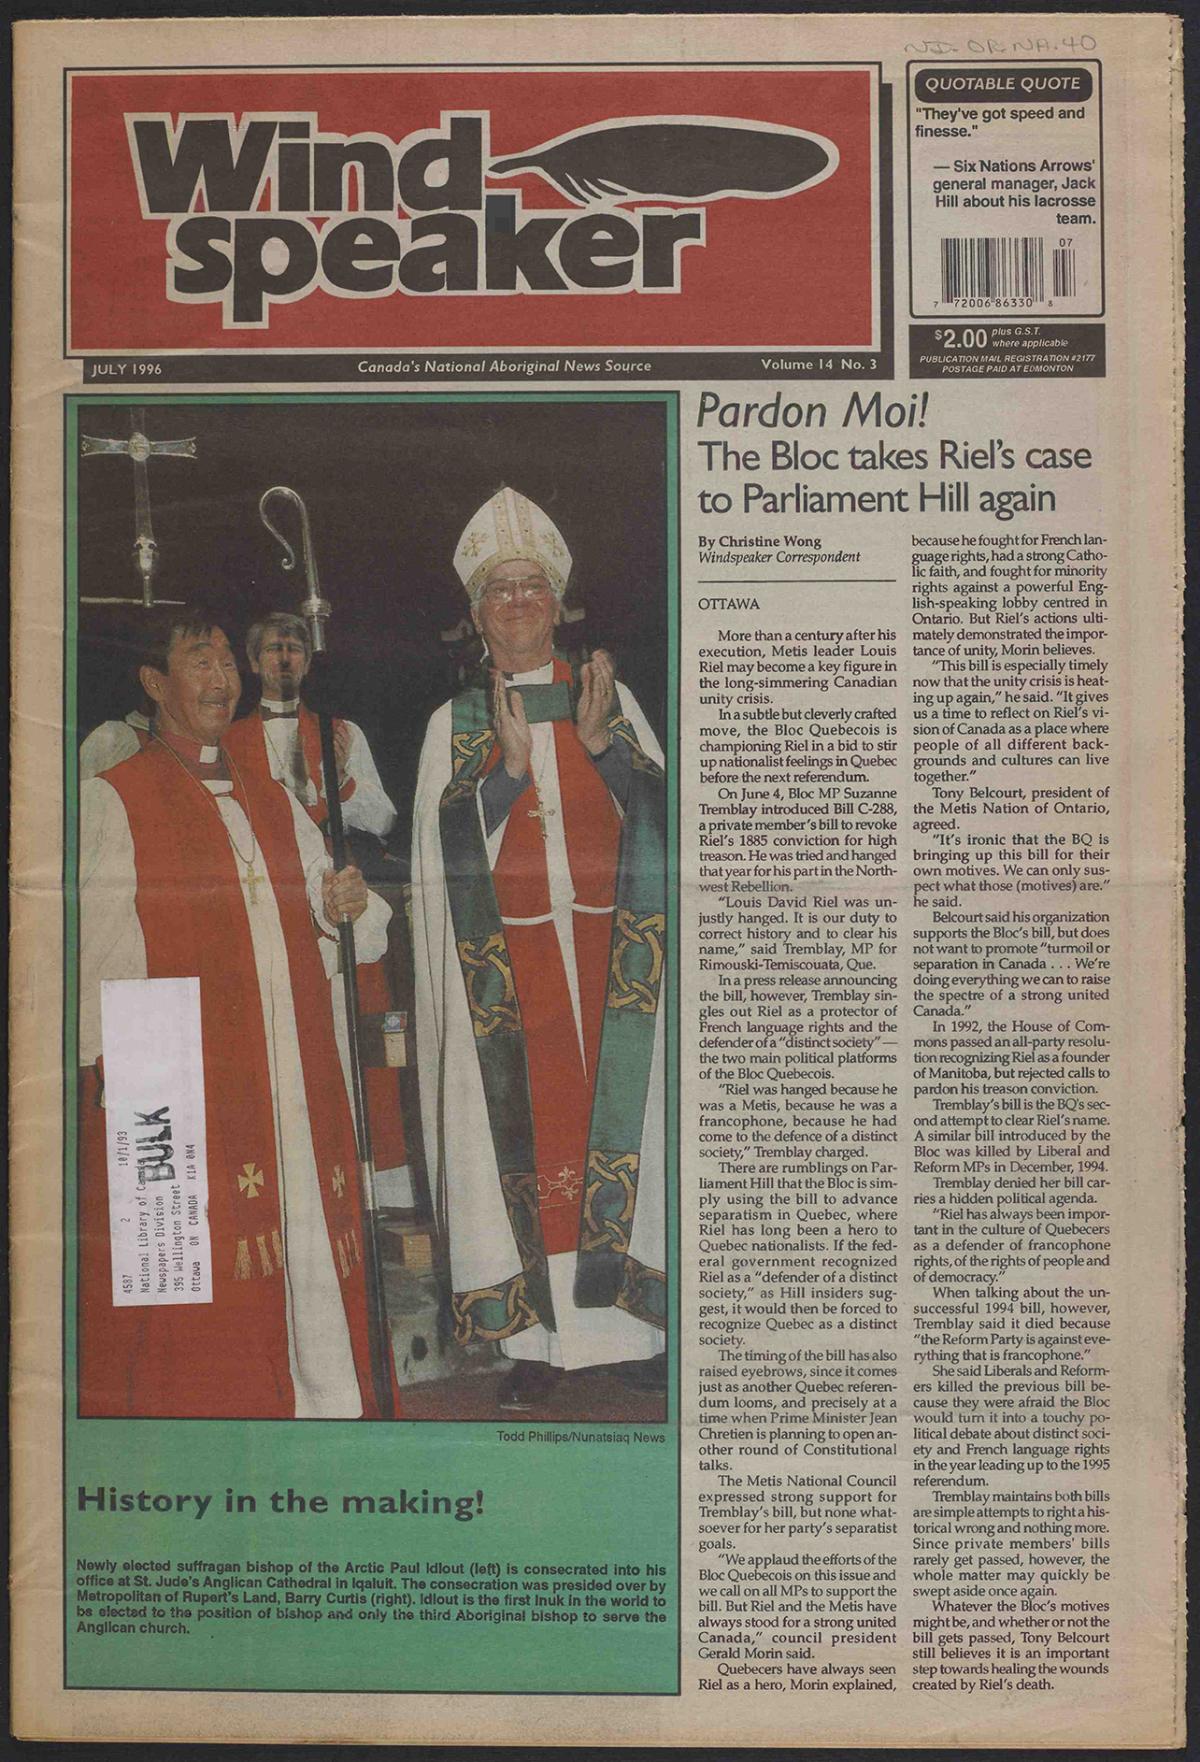 NJ. OR. NA. 40
Wind
speaker
QUOTABLE QUOTE
"They've got speed and
finesse."
— Six Nations Arrows'
general manager, Jack
Hill about his lacrosse
team.
07
7 72006 86330 8
$2.00 plus G.S.T.
where applicable
PUBLICATION MAIL REGISTRATION #2177
POSTAGE PAID AT EDMONTON
JULY 1996
Canada's National Aboriginal News Source
Volume 14 No. 3
4587 2 10/1/93
National Library of Canada
Newspapers Division
395 Wellington Street
Ottawa ON CANADA K1A 0N4
BULK
Todd Phillips/Nunatsiaq News
History in the making!
Newly elected suffragan bishop of the Arctic Paul Idlout (left) is consecrated into his
office at St. Jude's Anglican Cathedral in Iqaluit. The consecration was presided over by
Metropolitan of Rupert's Land, Barry Curtis (right). Idlout is the first Inuk in the world to
be elected to the position of bishop and only the third Aboriginal bishop to serve the
Anglican church.
Pardon Moi!
The Bloc takes Riel's case
to Parliament Hill again
By Christine Wong
Windspeaker Correspondent
OTTAWA
More than a century after his
execution, Metis leader Louis
Riel may become a key figure in
the long-simmering Canadian
unity crisis.
In a subtle but cleverly crafted
move, the Bloc Quebecois is
championing Riel in a bid to stir
up nationalist feelings in Quebec
before the next referendum.
On June 4, Bloc MP Suzanne
Tremblay introduced Bill C-288,
a private member's bill to revoke
Riel's 1885 conviction for high
treason. He was tried and hanged
that year for his part in the North-
west Rebellion.
"Louis David Riel was un-
justly hanged. It is our duty to
correct history and to clear his
name," said Tremblay, MP for
Rimouski-Temiscouata, Que.
In a press release announcing
the bill, however, Tremblay sin-
gles out Riel as a protector of
French language rights and the
defender of a "distinct society" —
the two main political platforms
of the Bloc Quebecois.
"Riel was hanged because he
was a Metis, because he was a
francophone, because he had
come to the defence of a distinct
society," Tremblay charged.
There are rumblings on Par-
liament Hill that the Bloc is sim-
ply using the bill to advance
separatism in Quebec, where
Riel has long been a hero to
Quebec nationalists. If the fed-
eral government recognized
Riel as a "defender of a distinct
society," as Hill insiders sug-
gest, it would then be forced to
recognize Quebec as a distinct
society.
The timing of the bill has also
raised eyebrows, since it comes
just as another Quebec referen-
dum looms, and precisely at a
time when Prime Minister Jean
Chretien is planning to open an-
other round of Constitutional
talks.
The Metis National Council
expressed strong support for
Tremblay's bill, but none what-
soever for her party's separatist
goals.
"We applaud the efforts of the
Bloc Quebecois on this issue and
we call on all MPs to support the
bill. But Riel and the Metis have
always stood for a strong united
Canada," council president
Gerald Morin said.
Quebecers have always seen
Riel as a hero, Morin explained,
because he fought for French lan-
guage rights, had a strong Catho-
lic faith, and fought for minority
rights against a powerful Eng-
lish-speaking lobby centred in
Ontario. But Riel's actions ulti-
mately demonstrated the impor-
tance of unity, Morin believes.
"This bill is especially timely
now that the unity crisis is heat-
ing up again," he said. "It gives
us a time to reflect on Riel's vi-
sion of Canada as a place where
people of all different back-
grounds and cultures can live
together."
Tony Belcourt, president of
the Metis Nation of Ontario,
agreed.
"It's ironic that the BQ is
bringing up this bill for their
own motives. We can only sus-
pect what those (motives) are."
he said.
Belcourt said his organization
supports the Bloc's bill, but does
not want to promote "turmoil or
separation in Canada . . . We're
doing everything we can to raise
the spectre of a strong united
Canada."
In 1992, the House of Com-
mons passed an all-party resolu-
tion recognizing Riel as a founder
of Manitoba, but rejected calls to
pardon his treason conviction.
Tremblay's bill is the BQ's sec-
ond attempt to clear Riel's name.
A similar bill introduced by the
Bloc was killed by Liberal and
Reform MPs in December, 1994.
Tremblay denied her bill car-
ries a hidden political agenda.
"Riel has always been impor-
tant in the culture of Quebecers
as a defender of francophone
rights, of the rights of people and
of democracy."
When talking about the un-
successful 1994 bill, however,
Tremblay said it died because
"the Reform Party is against eve-
rything that is francophone."
She said Liberals and Reform-
ers killed the previous bill be-
cause they were afraid the Bloc
would turn it into a touchy po-
litical debate about distinct soci-
ety and French language rights
in the year leading up to the 1995
referendum.
Tremblay maintains both bills
are simple attempts to right a his-
torical wrong and nothing more.
Since private members' bills
rarely get passed, however, the
whole matter may quickly be
swept aside once again.
Whatever the Bloc's motives
might be, and whether or not the
bill gets passed, Tony Belcourt
still believes it is an important
step towards healing the wounds
created by Riel's death.